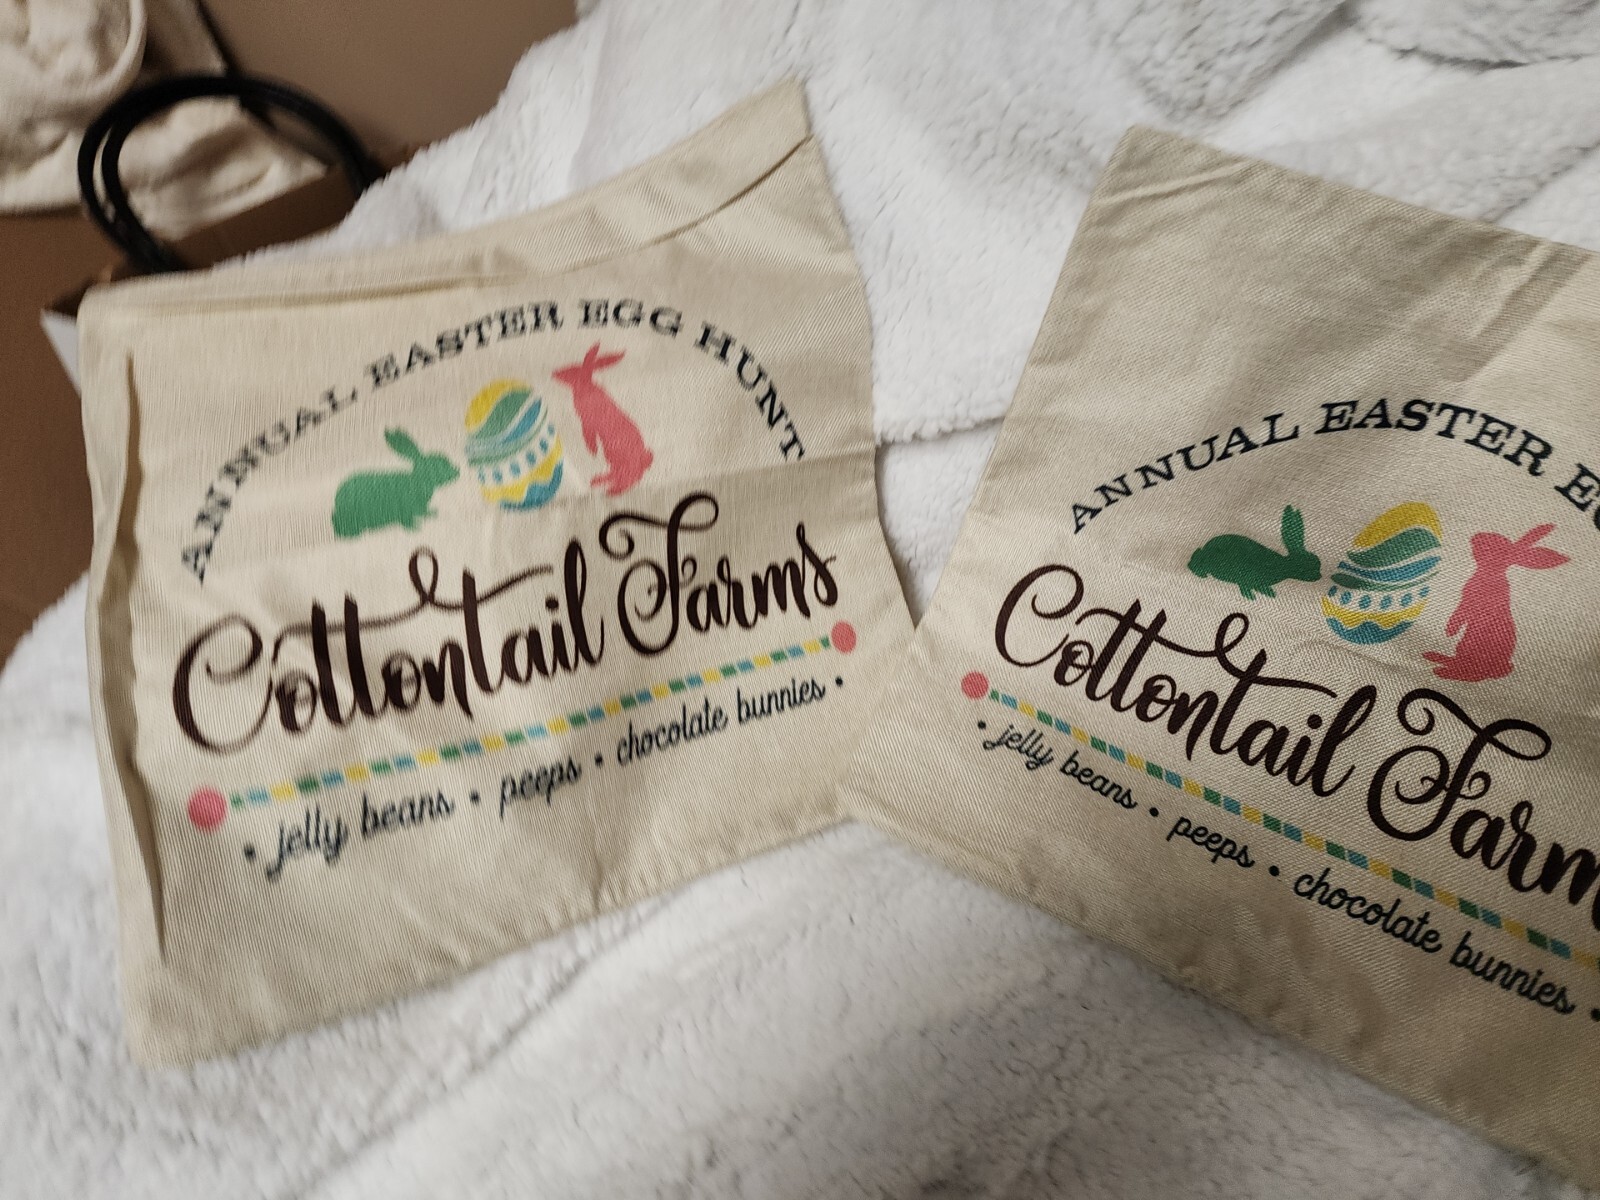 ANNUAL EASTER EGG HUNT
Cottontail Farms
• jelly beans • peeps • chocolate bunnies •
ANNUAL EASTER
Cottontail Farm
• jelly beans • peeps • chocolate bunnies •